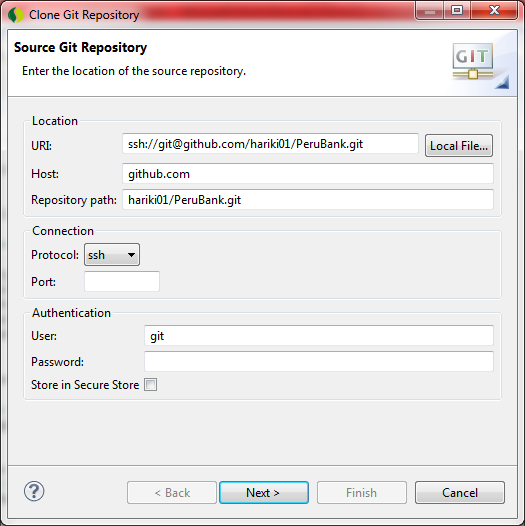 Clone Git Repository
Source Git Repository
Enter the location of the source repository.
GIT
Location
URI: ssh://git@github.com/hariki01/PeruBank.git Local File...
Host: github.com
Repository path: hariki01/PeruBank.git
Connection
Protocol: ssh
Port:
Authentication
User: git
Password:
Store in Secure Store
? < Back Next > Finish Cancel